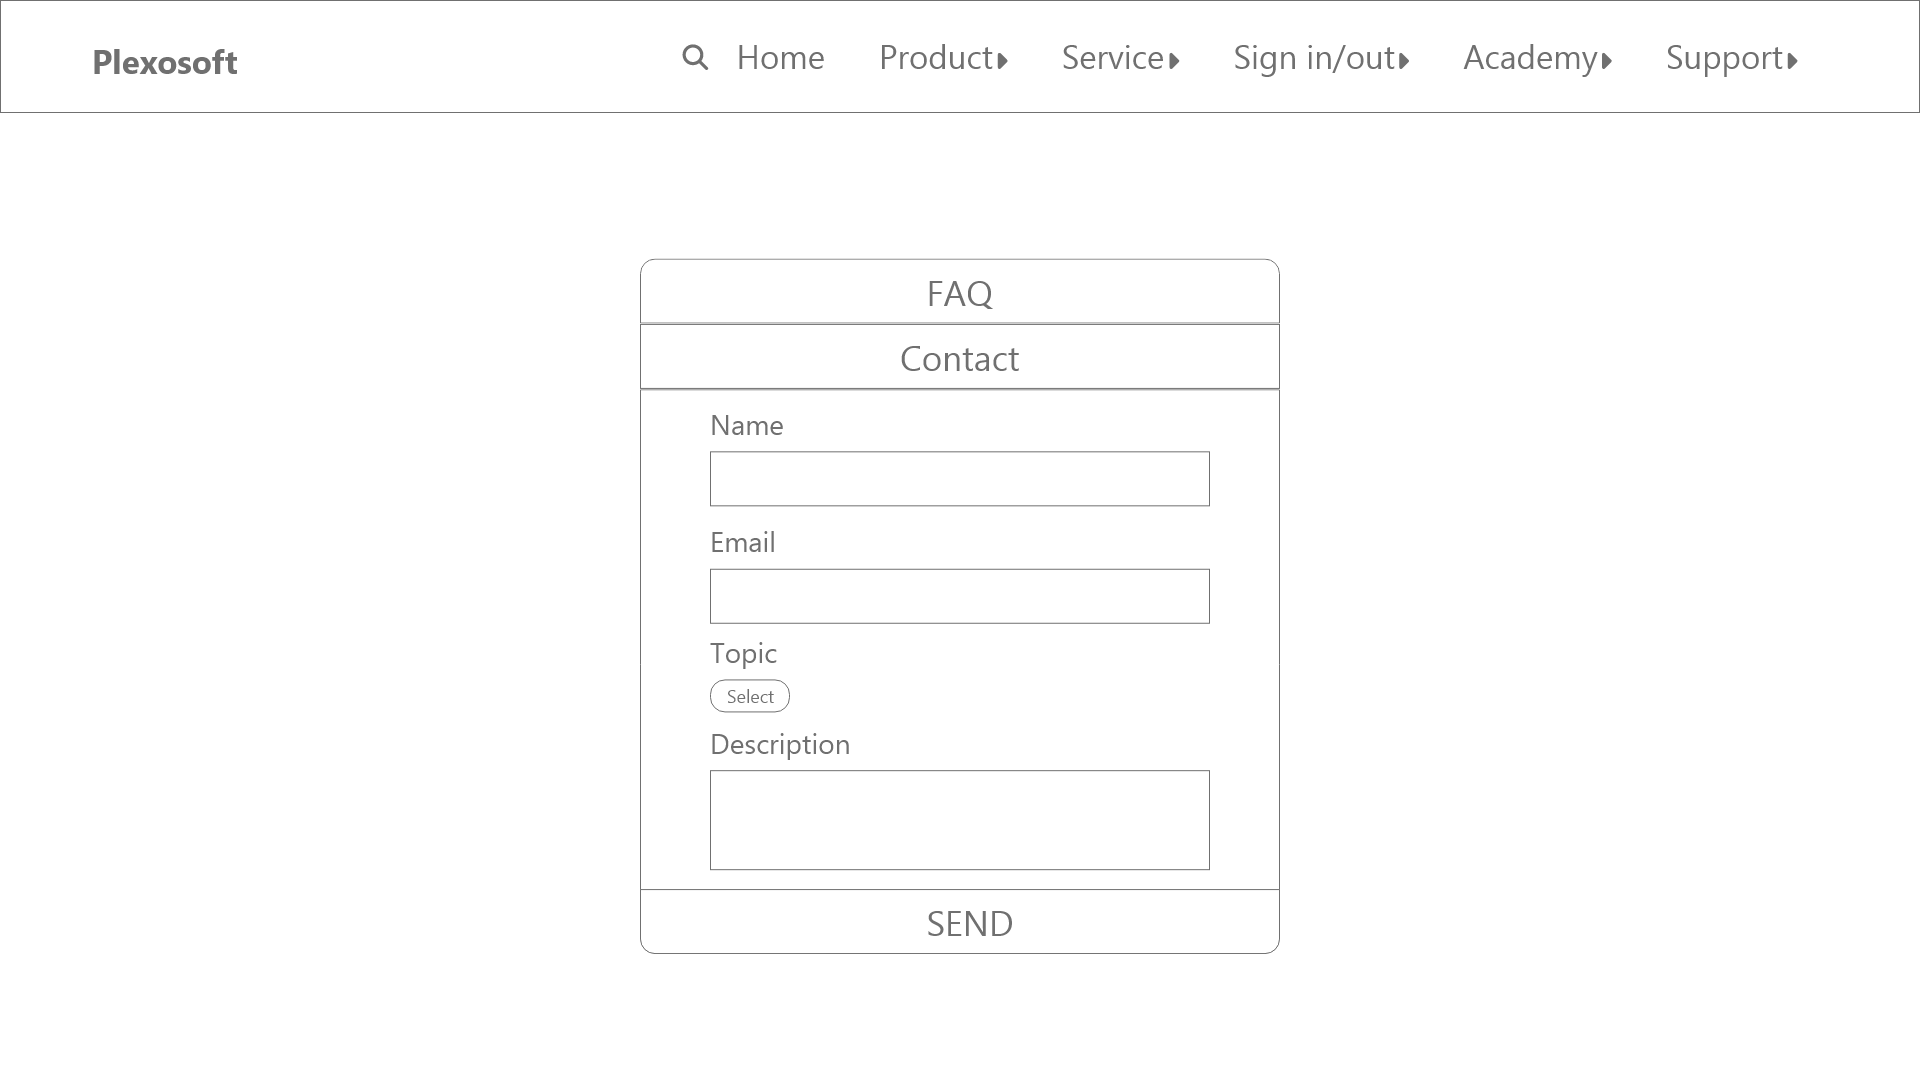 Plexosoft Home Product Service Sign in/out Academy Support
FAQ
Contact
Name
Email
Topic
Select
Description
SEND